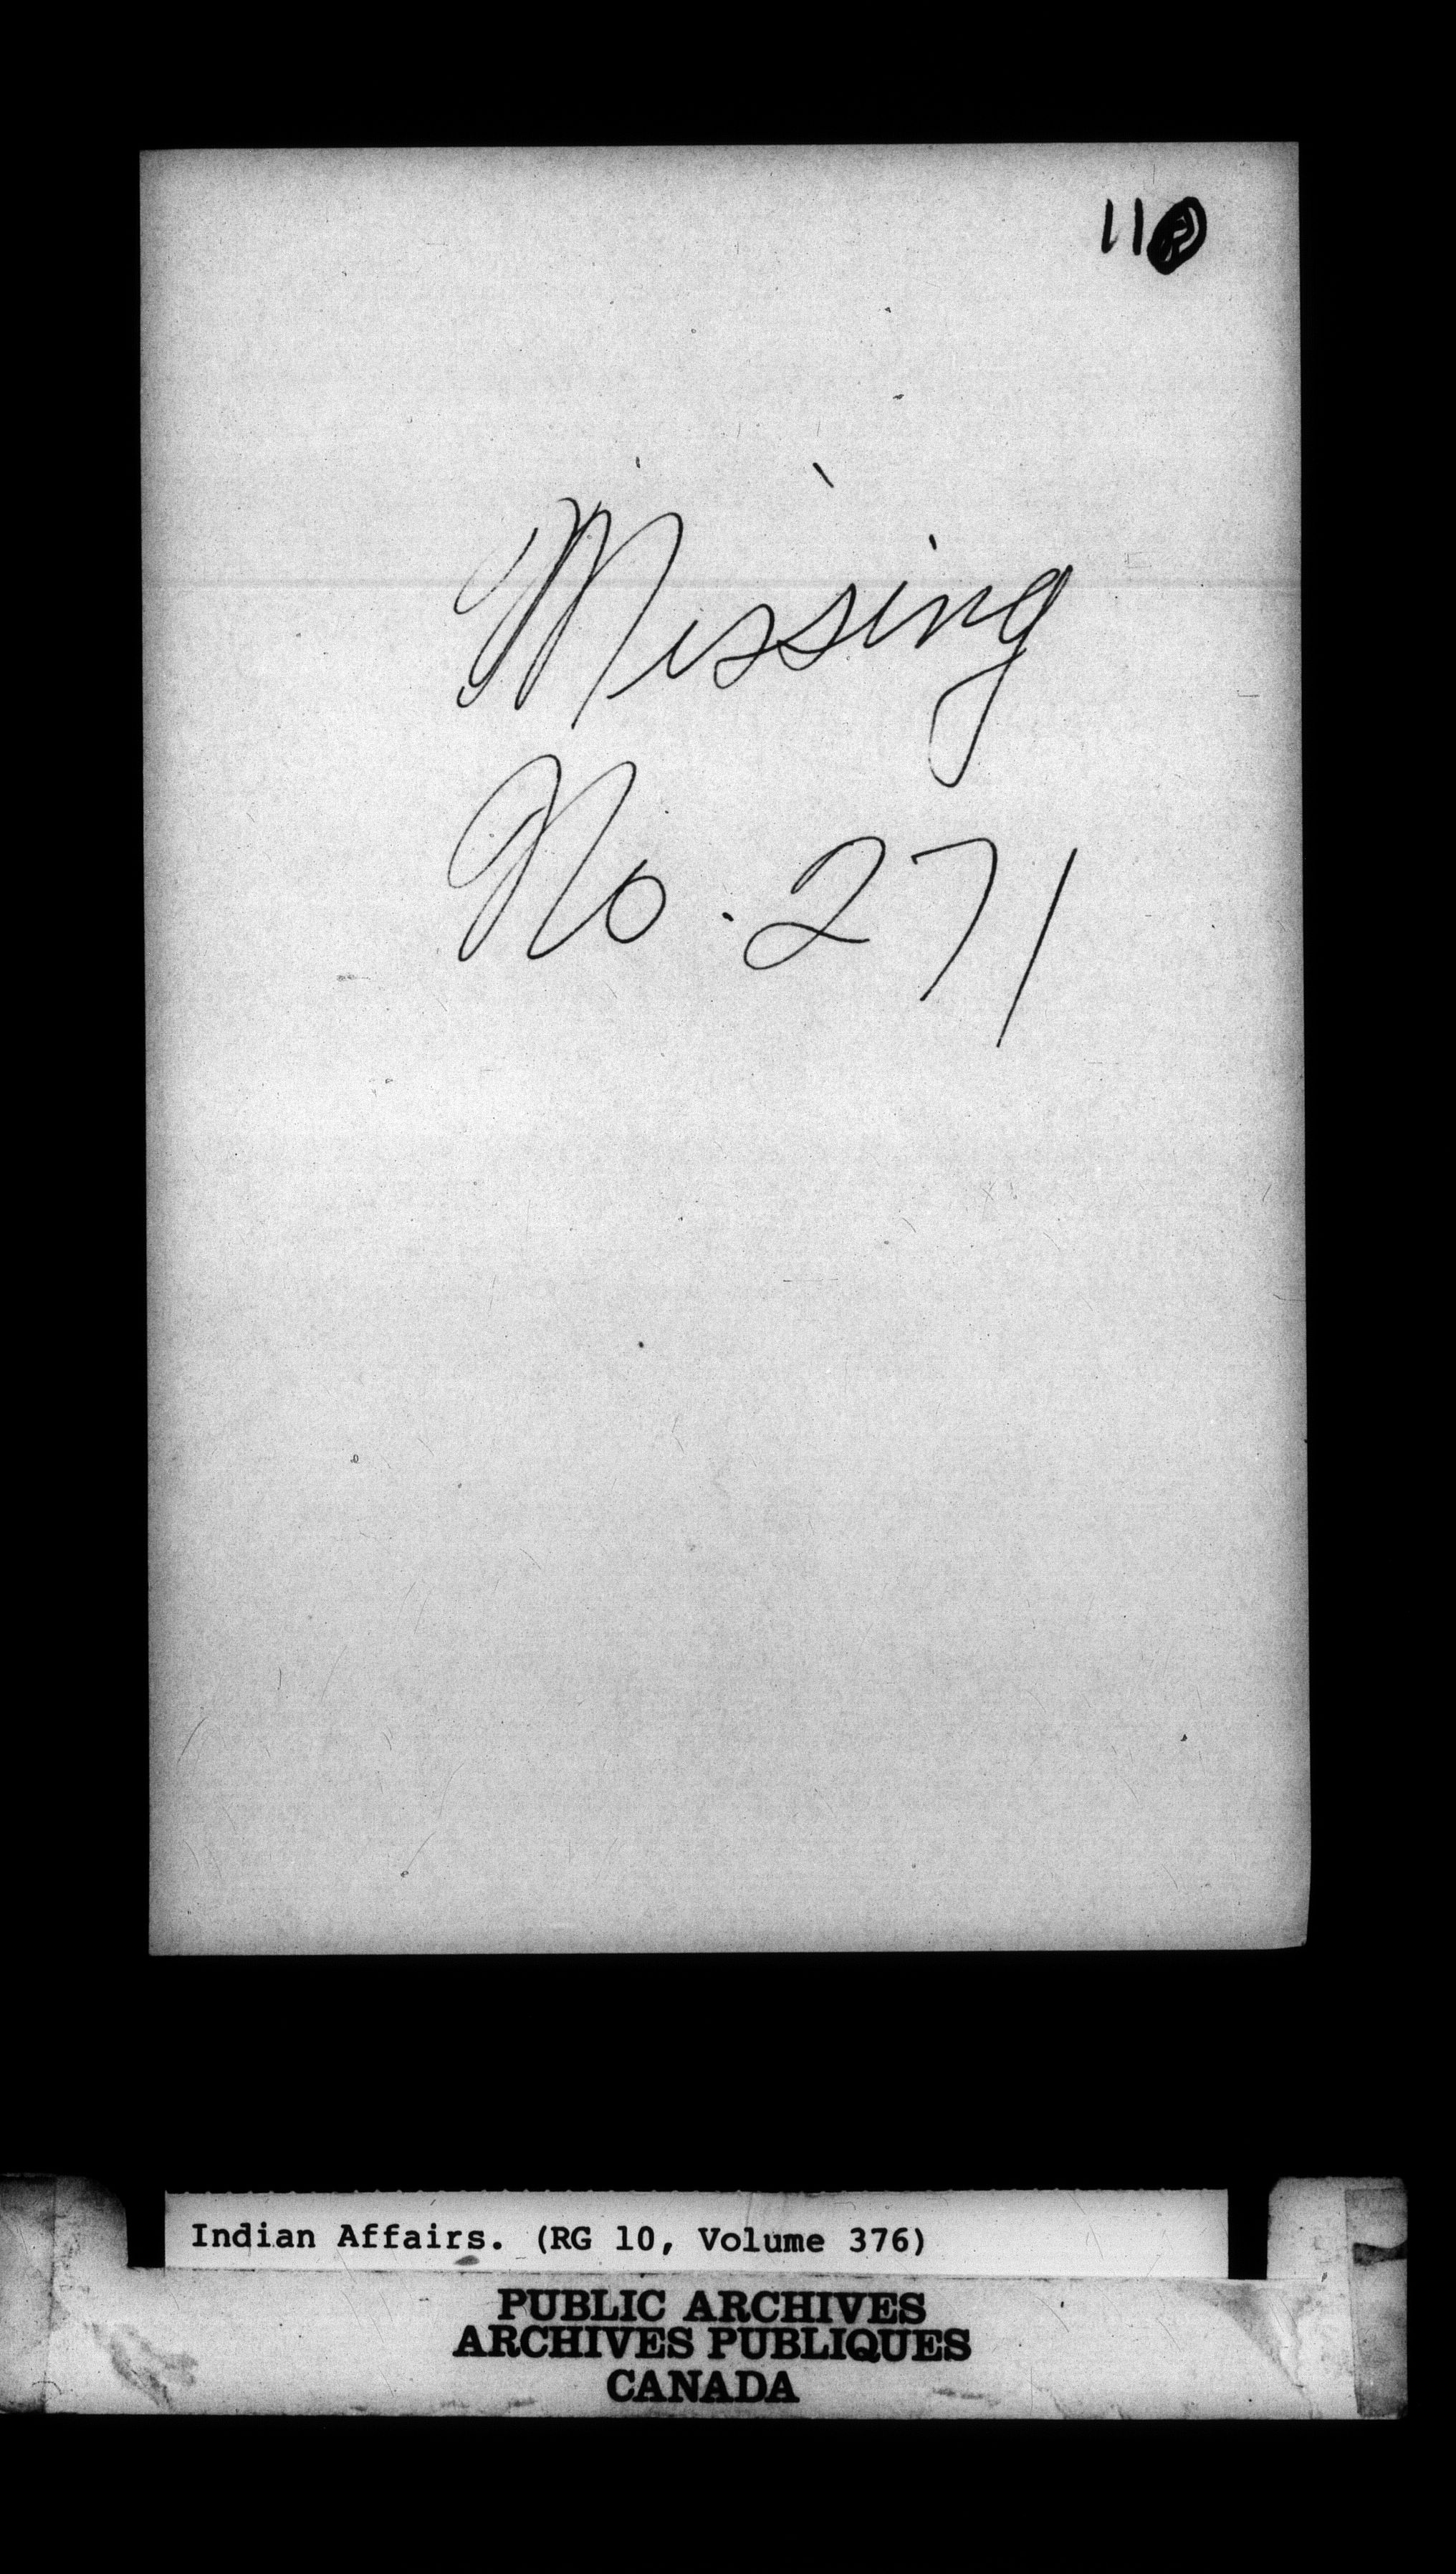 11
Missing
No. 271
Indian Affairs. (RG 10, Volume 376)
PUBLIC ARCHIVES
ARCHIVES PUBLIQUES
CANADA